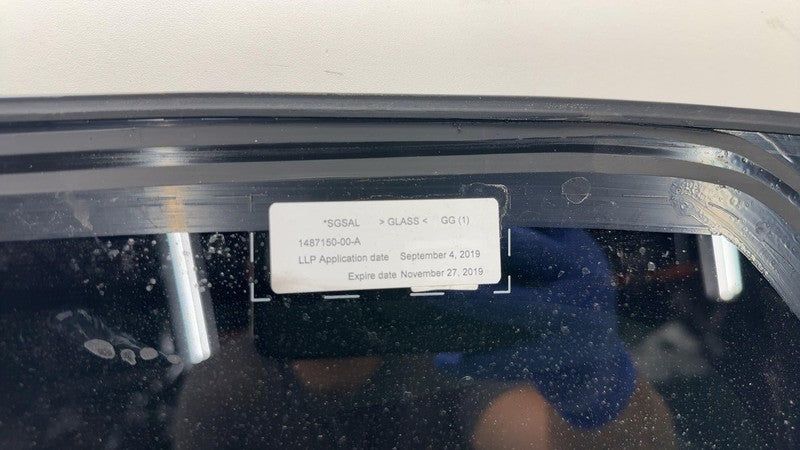 *SGSAL > GLASS < GG (1)
1487150-00-A
LLP Application date September 4, 2019
Expire date November 27, 2019